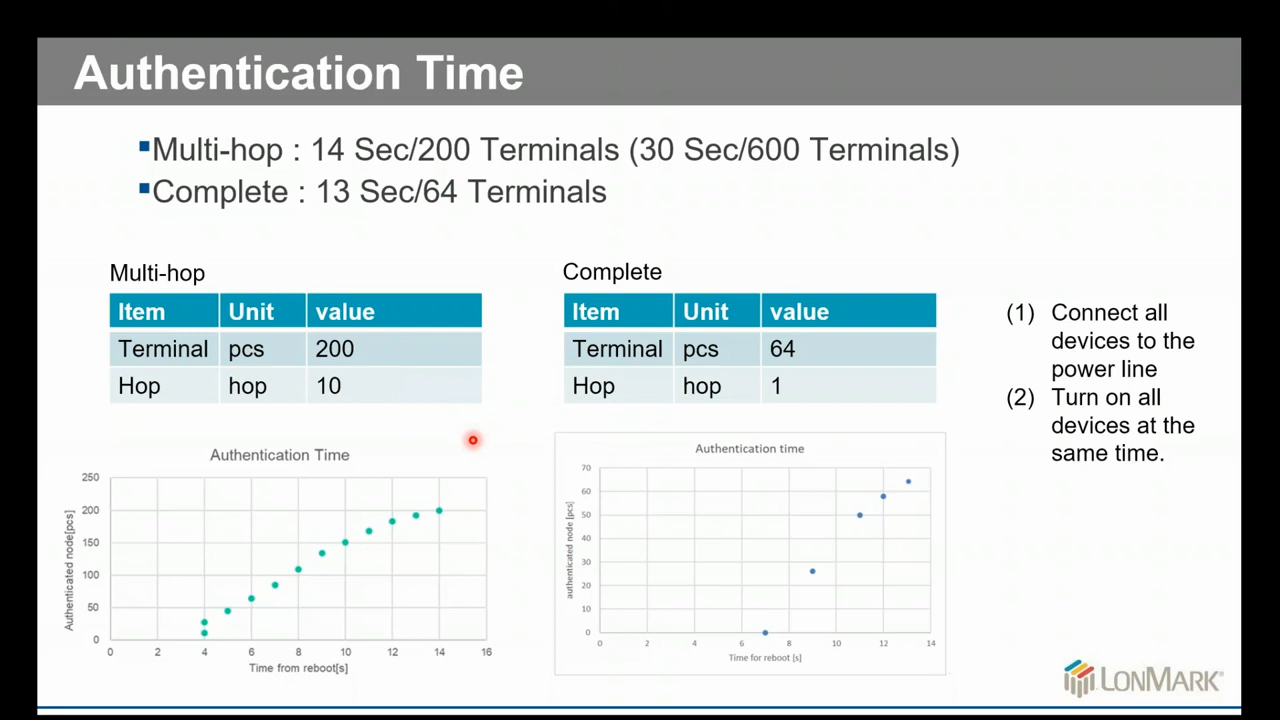 Authentication Time
▪Multi-hop : 14 Sec/200 Terminals (30 Sec/600 Terminals)
▪Complete : 13 Sec/64 Terminals
Multi-hop
Item Unit value
Terminal pcs 200
Hop hop 10
Complete
Item Unit value
Terminal pcs 64
Hop hop 1
(1) Connect all
devices to the
power line
(2) Turn on all
devices at the
same time.
Authentication Time
Authenticated node[pcs]
250
200
150
100
50
0
0 2 4 6 8 10 12 14 16
Time from reboot[s]
Authentication time
authenticated node [pcs]
70
60
50
40
30
20
10
0
0 2 4 6 8 10 12 14
Time for reboot [s]
LONMARK®